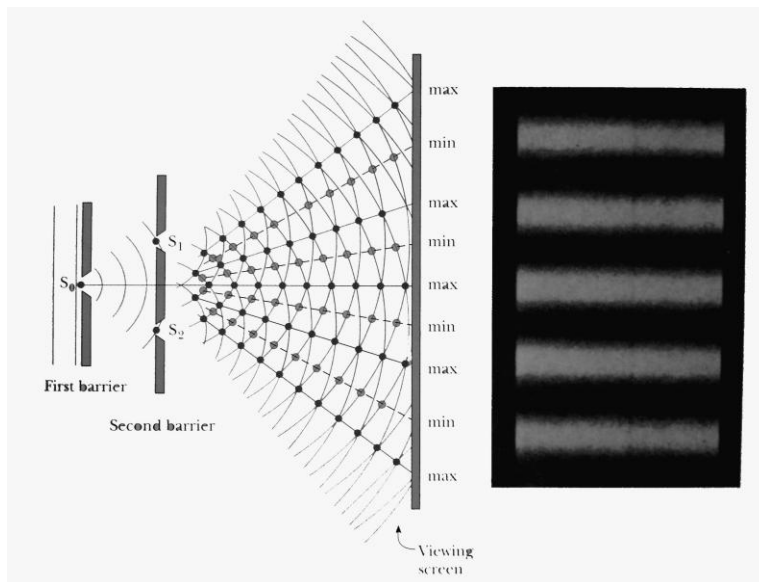 max
min
max
S₁
min
S₀
max
S₂
min
max
First barrier
min
Second barrier
max
Viewing
screen